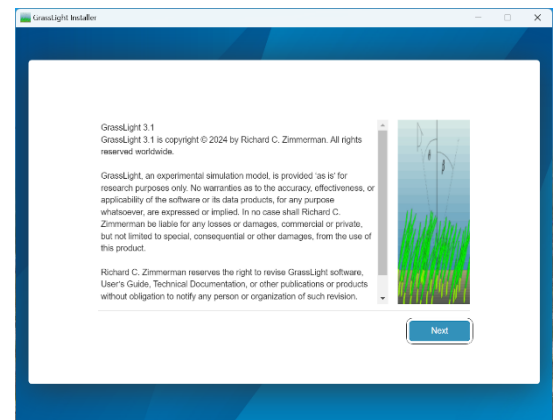 GrassLight Installer
GrassLight 3.1
GrassLight 3.1 is copyright © 2024 by Richard C. Zimmerman. All rights
reserved worldwide.
GrassLight, an experimental simulation model, is provided 'as is' for
research purposes only. No warranties as to the accuracy, effectiveness, or
applicability of the software or its data products, for any purpose
whatsoever, are expressed or implied. In no case shall Richard C.
Zimmerman be liable for any losses or damages, commercial or private,
but not limited to special, consequential or other damages, from the use of
this product.
Richard C. Zimmerman reserves the right to revise GrassLight software,
User's Guide, Technical Documentation, or other publications or products
without obligation to notify any person or organization of such revision.
Next